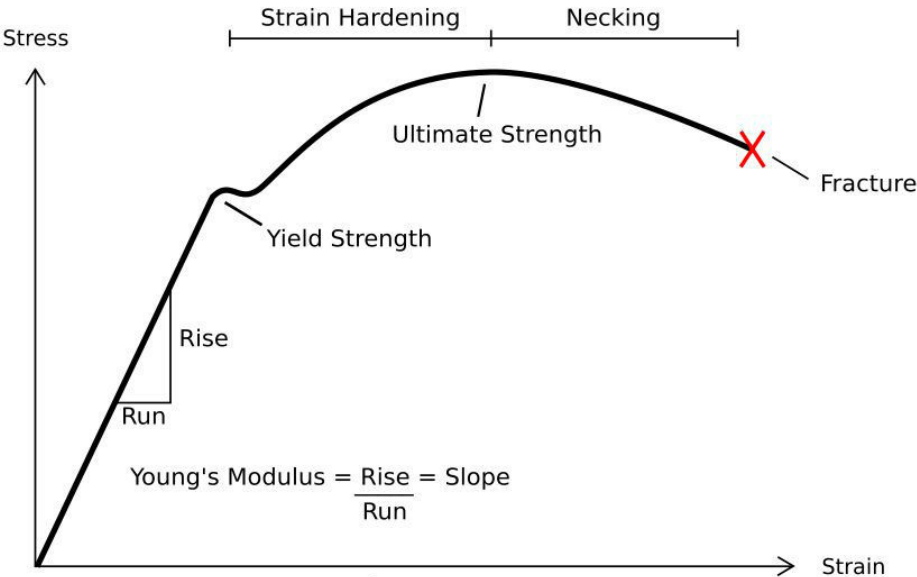 Strain Hardening
Necking
Stress
Ultimate Strength
Fracture
Yield Strength
Rise
Run
Young's Modulus = Rise = Slope
Run
Strain